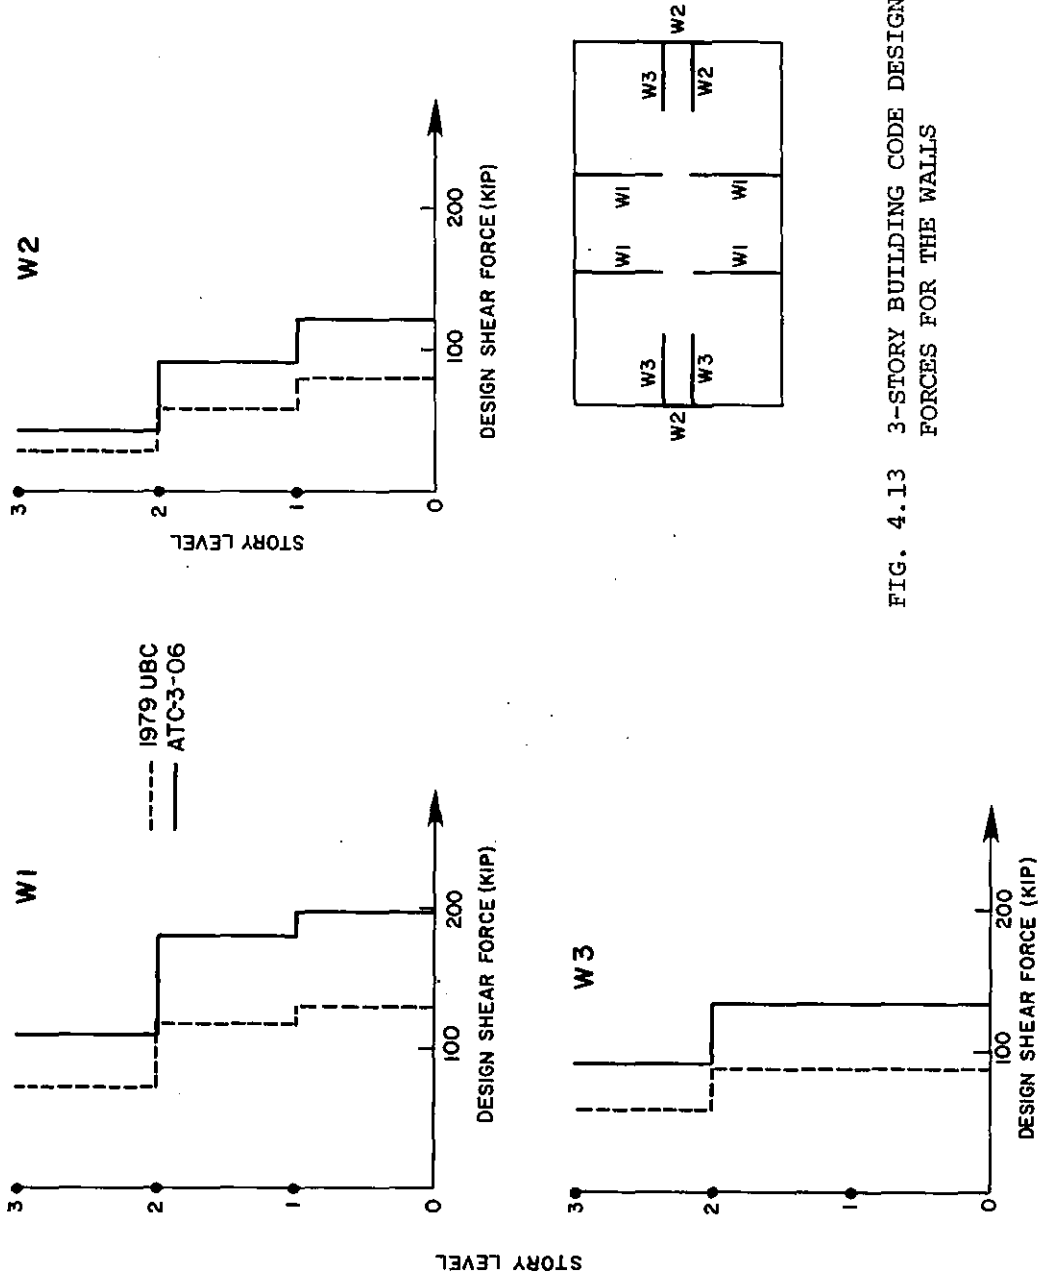 W1
--- 1979 UBC
— ATC-3-06
STORY LEVEL
3
2
1
0
100
200
DESIGN SHEAR FORCE (KIP)
W2
STORY LEVEL
3
2
1
0
100
200
DESIGN SHEAR FORCE (KIP)
W3
3
2
1
0
100
200
DESIGN SHEAR FORCE (KIP)
W3
W2
W3
W1
W1
W1
W1
W3
W2
W2
FIG. 4.13 3-STORY BUILDING CODE DESIGN
FORCES FOR THE WALLS